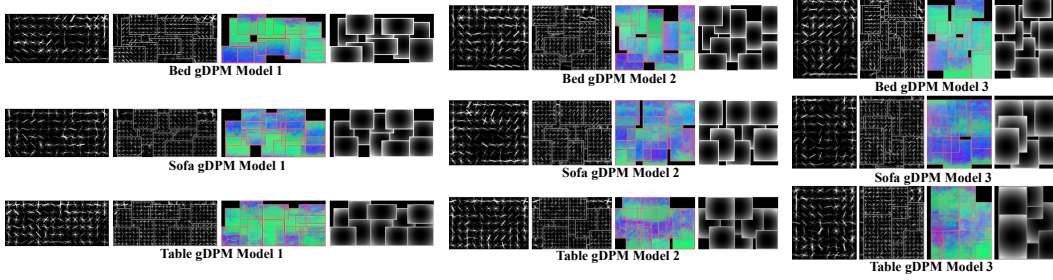 Bed gDPM Model 1
Bed gDPM Model 2
Bed gDPM Model 3
Sofa gDPM Model 1
Sofa gDPM Model 2
Sofa gDPM Model 3
Table gDPM Model 1
Table gDPM Model 2
Table gDPM Model 3